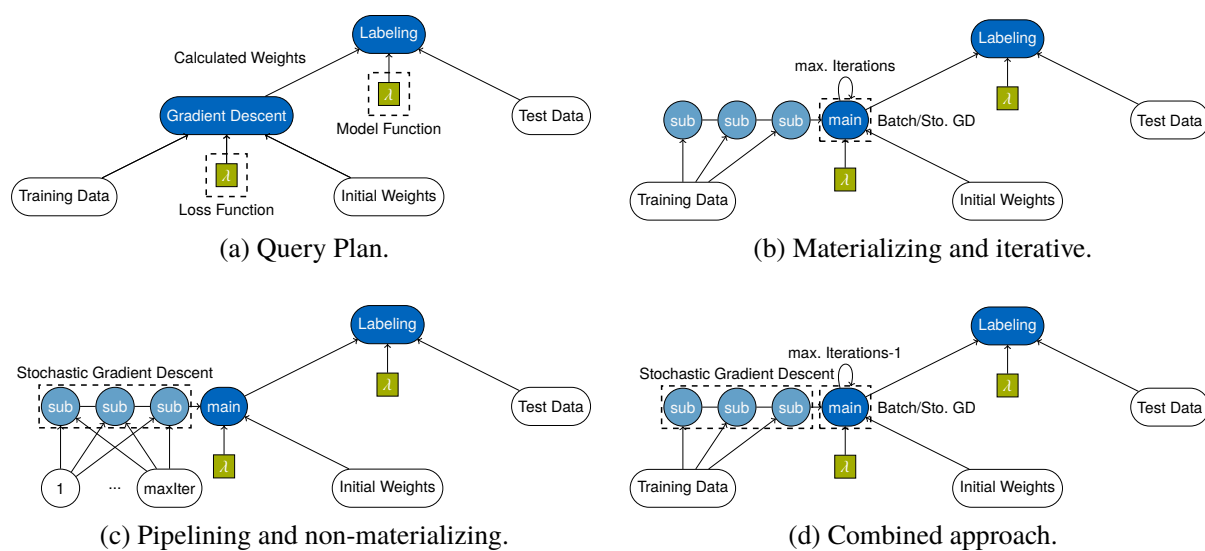 Labeling
Calculated Weights
λ
Gradient Descent
Model Function
Test Data
λ
Training Data
Loss Function
Initial Weights
(a) Query Plan.
Labeling
max. Iterations
λ
sub sub sub main Batch/Sto. GD
Test Data
λ
Training Data
Initial Weights
(b) Materializing and iterative.
Labeling
Stochastic Gradient Descent
λ
sub sub sub main
Test Data
λ
1 ... maxIter
Initial Weights
(c) Pipelining and non-materializing.
Labeling
max. Iterations-1
Stochastic Gradient Descent
λ
sub sub sub main Batch/Sto. GD
Test Data
λ
Training Data
Initial Weights
(d) Combined approach.